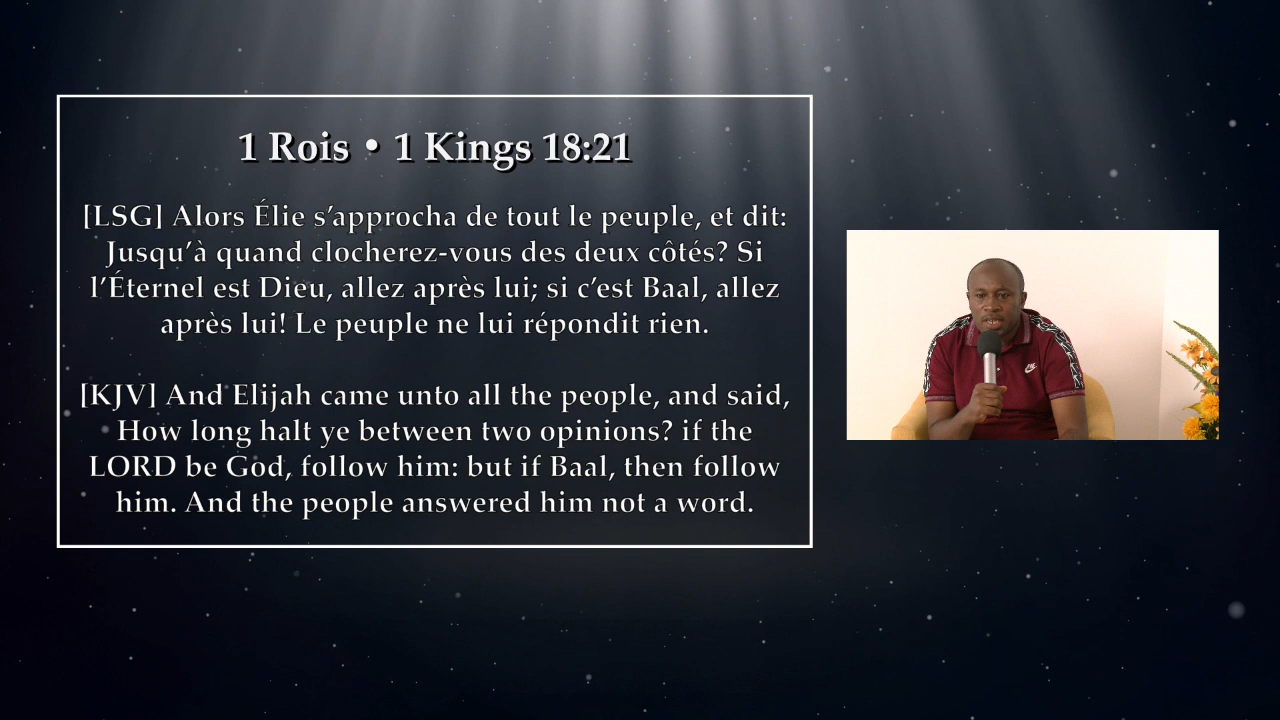 1 Rois • 1 Kings 18:21
[LSG] Alors Élie s’approcha de tout le peuple, et dit:
Jusqu’à quand clocherez-vous des deux côtés? Si
l’Éternel est Dieu, allez après lui; si c’est Baal, allez
après lui! Le peuple ne lui répondit rien.
[KJV] And Elijah came unto all the people, and said,
How long halt ye between two opinions? if the
LORD be God, follow him: but if Baal, then follow
him. And the people answered him not a word.